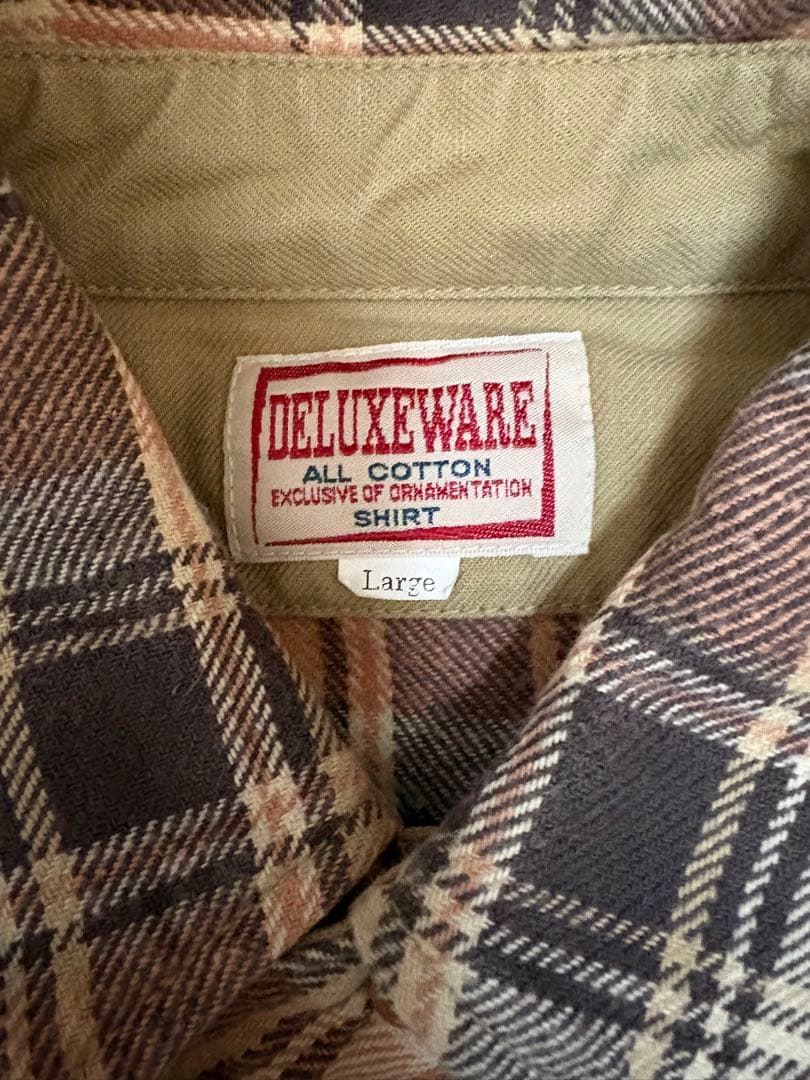 DELUXEWARE
ALL COTTON
EXCLUSIVE OF ORNAMENTATION
SHIRT
Large